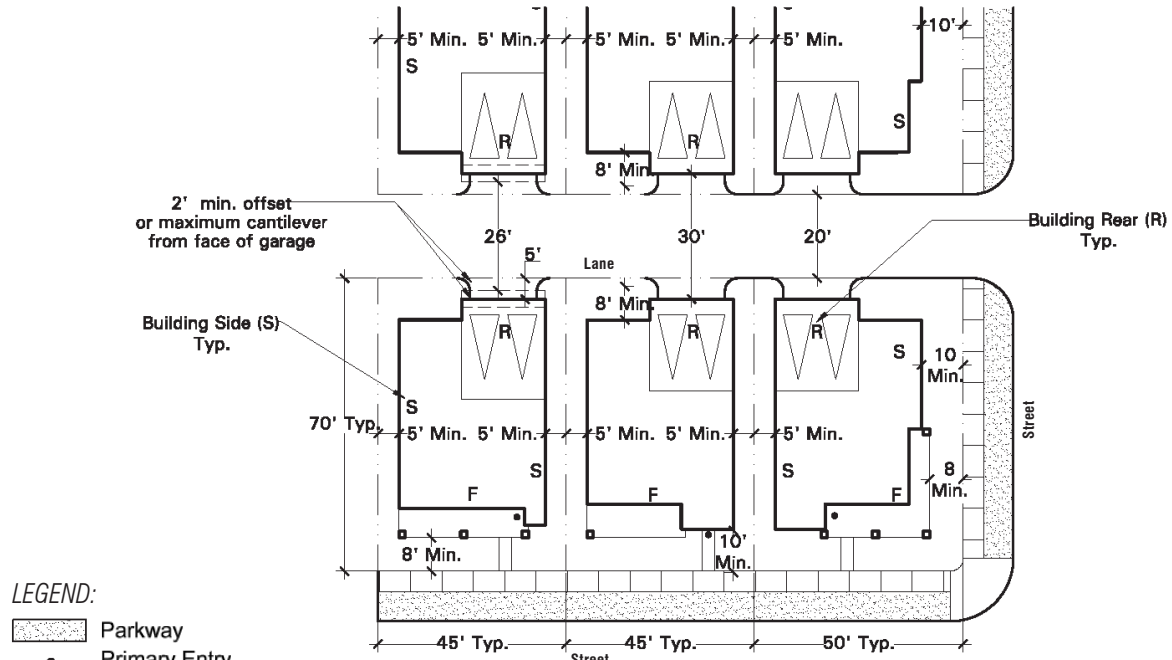 S
5' Min. 5' Min. 5' Min. 5' Min. 5' Min. 10'
S
S
R R
8' Min.
2' min. offset
or maximum cantilever
from face of garage
26' 30' 20'
Building Rear (R)
Typ.
5'
Lane
8' Min.
Building Side (S)
Typ.
R R R
S
10
Min.
S
70' Typ.
5' Min. 5' Min. 5' Min. 5' Min. 5' Min.
Street
S S
8
Min.
F F F
8' Min.
10'
Min.
LEGEND:
Parkway
Primary Entry
45' Typ. 45' Typ. 50' Typ.
Street